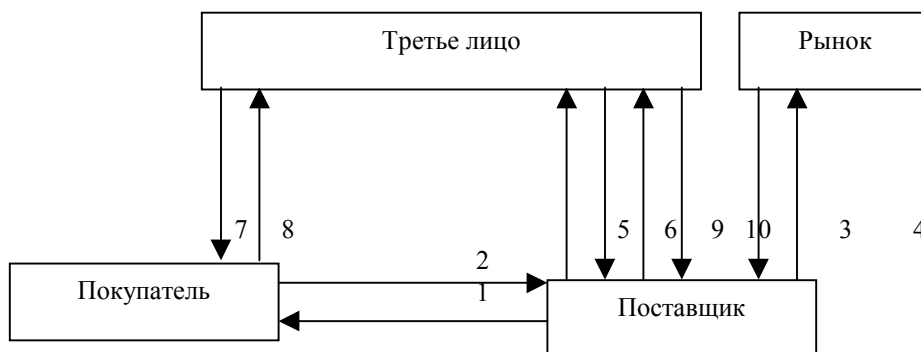 Третье лицо
Рынок
7 8 5 6 9 10 3 4
2
Покупатель
1
Поставщик